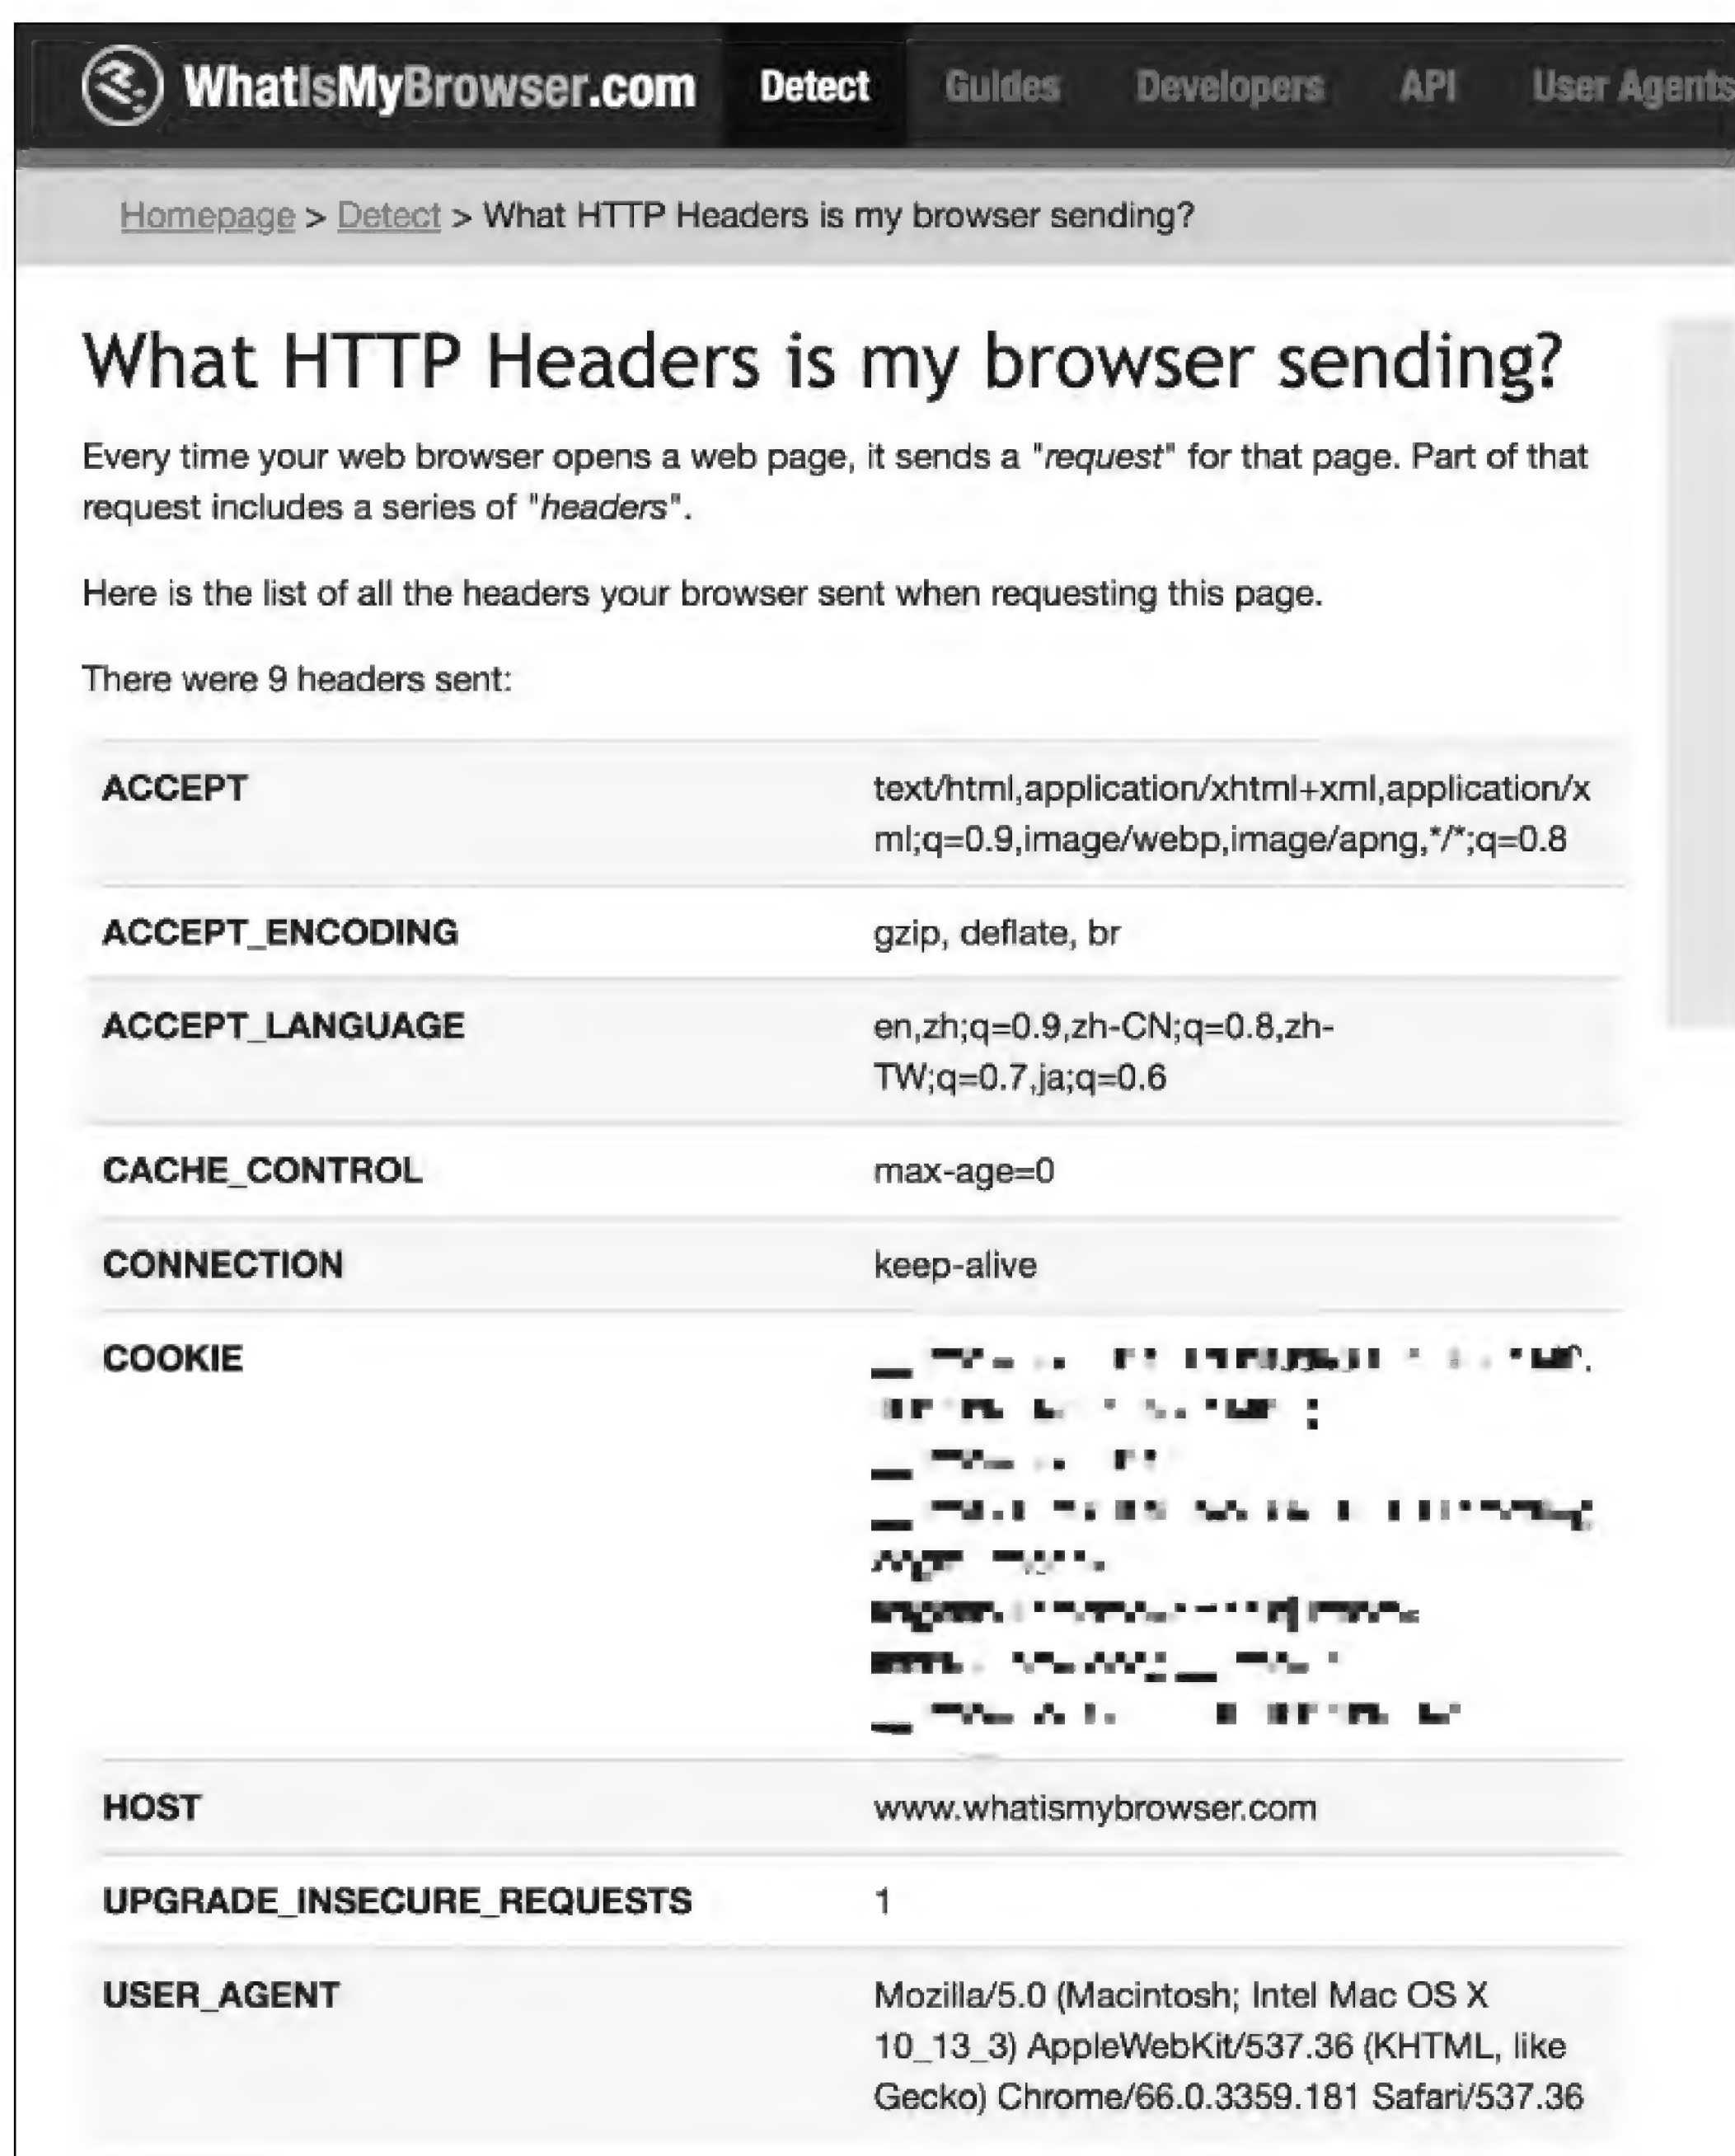 WhatIsMyBrowser.com Detect Guides Developers API User Agents
Homepage > Detect > What HTTP Headers is my browser sending?
What HTTP Headers is my browser sending?
Every time your web browser opens a web page, it sends a "request" for that page. Part of that
request includes a series of "headers".
Here is the list of all the headers your browser sent when requesting this page.
There were 9 headers sent:
ACCEPT text/html,application/xhtml+xml,application/x
ml;q=0.9,image/webp,image/apng,*/*;q=0.8
ACCEPT_ENCODING gzip, deflate, br
ACCEPT_LANGUAGE en,zh;q=0.9,zh-CN;q=0.8,zh-
TW;q=0.7,ja;q=0.6
CACHE_CONTROL max-age=0
CONNECTION keep-alive
COOKIE
HOST www.whatismybrowser.com
UPGRADE_INSECURE_REQUESTS 1
USER_AGENT Mozilla/5.0 (Macintosh; Intel Mac OS X
10_13_3) AppleWebKit/537.36 (KHTML, like
Gecko) Chrome/66.0.3359.181 Safari/537.36